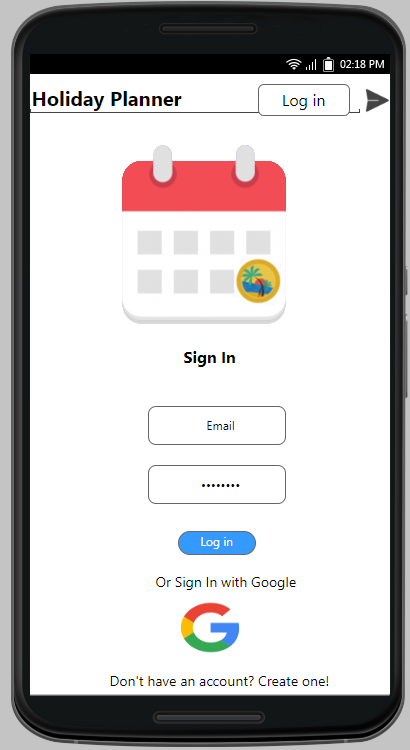 02:18 PM
Holiday Planner
Log in
Sign In
Email
••••••••
Log in
Or Sign In with Google
G
Don't have an account? Create one!